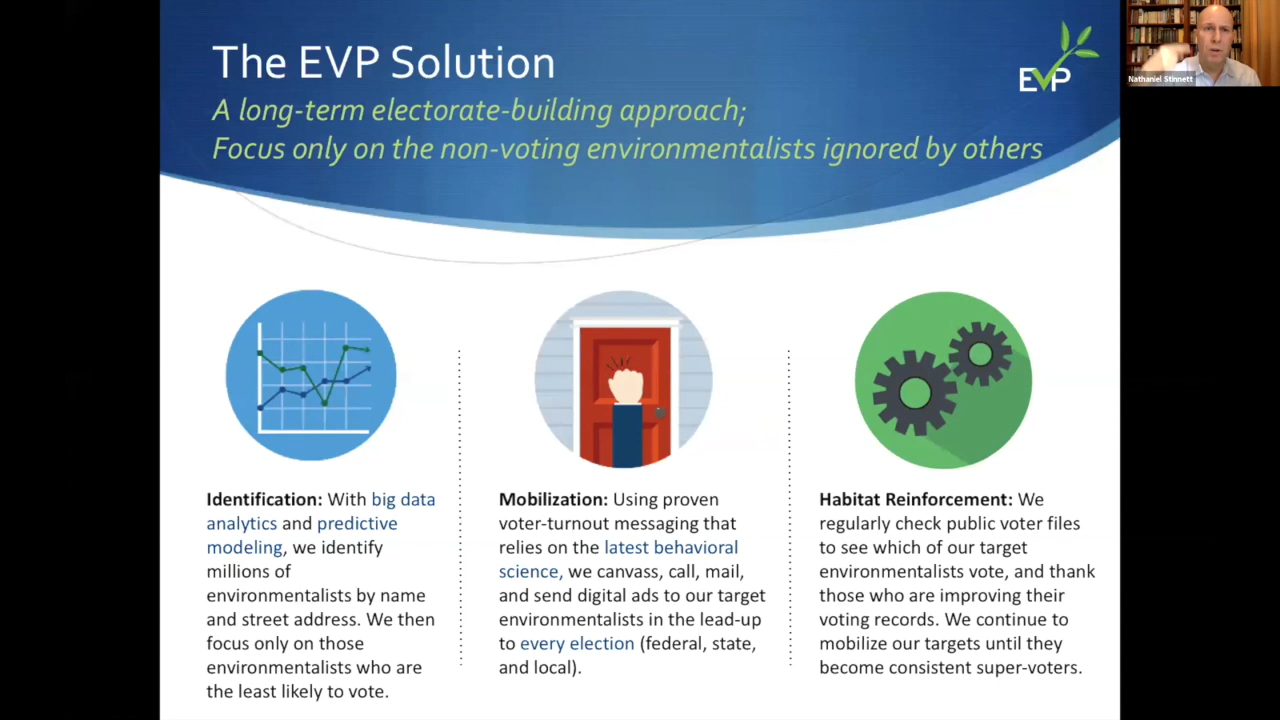 The EVP Solution
A long-term electorate-building approach;
Focus only on the non-voting environmentalists ignored by others
EVP
Nathaniel Stinnett
Identification: With big data
analytics and predictive
modeling, we identify
millions of
environmentalists by name
and street address. We then
focus only on those
environmentalists who are
the least likely to vote.
Mobilization: Using proven
voter-turnout messaging that
relies on the latest behavioral
science, we canvass, call, mail,
and send digital ads to our target
environmentalists in the lead-up
to every election (federal, state,
and local).
Habitat Reinforcement: We
regularly check public voter files
to see which of our target
environmentalists vote, and thank
those who are improving their
voting records. We continue to
mobilize our targets until they
become consistent super-voters.